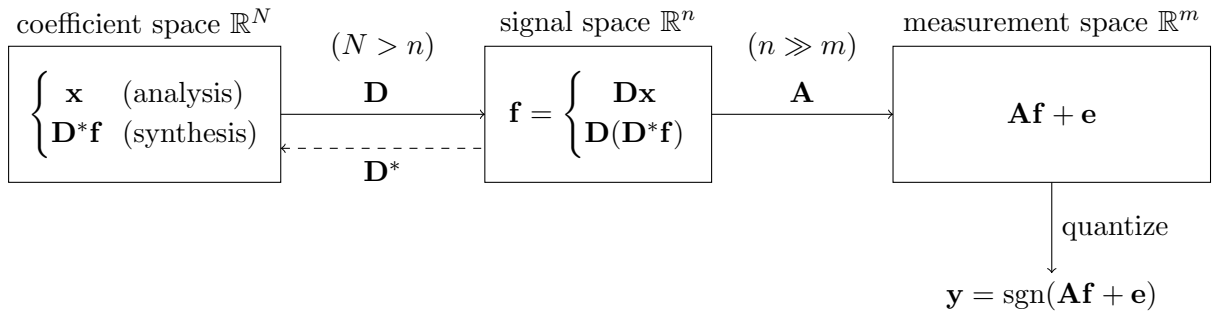 coefficient space ℝ^N
(N > n)
signal space ℝ^n
(n ≫ m)
measurement space ℝ^m
x (analysis)
D*f (synthesis)
D
D*
f = { Dx
D(D*f)
A
Af + e
quantize
y = sgn(Af + e)